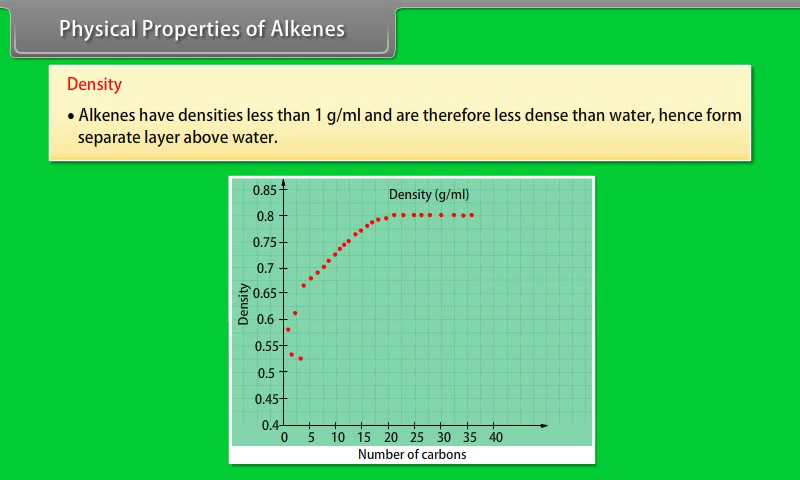 Physical Properties of Alkenes
Density
• Alkenes have densities less than 1 g/ml and are therefore less dense than water, hence form
separate layer above water.
Density (g/ml)
0.85
0.8
0.75
0.7
0.65
0.6
0.55
0.5
0.45
0.4
Density
0 5 10 15 20 25 30 35 40
Number of carbons